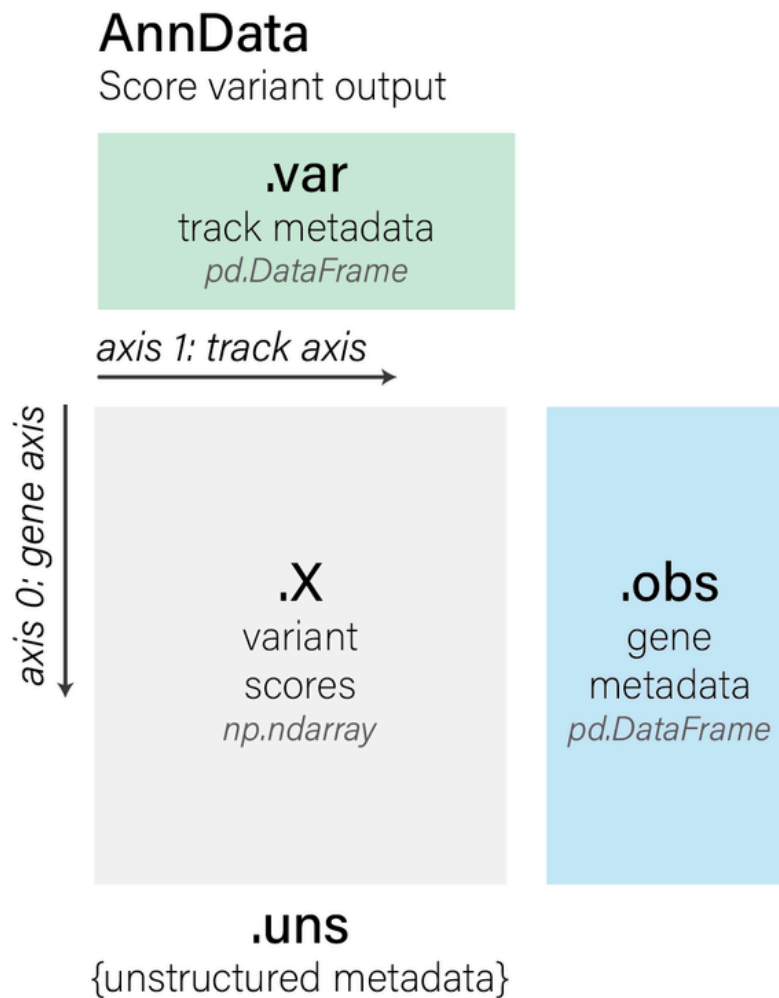 AnnData
Score variant output
.var
track metadata
pd.DataFrame
axis 1: track axis
axis 0: gene axis
.X
variant
scores
np.ndarray
.obs
gene
metadata
pd.DataFrame
.uns
{unstructured metadata}